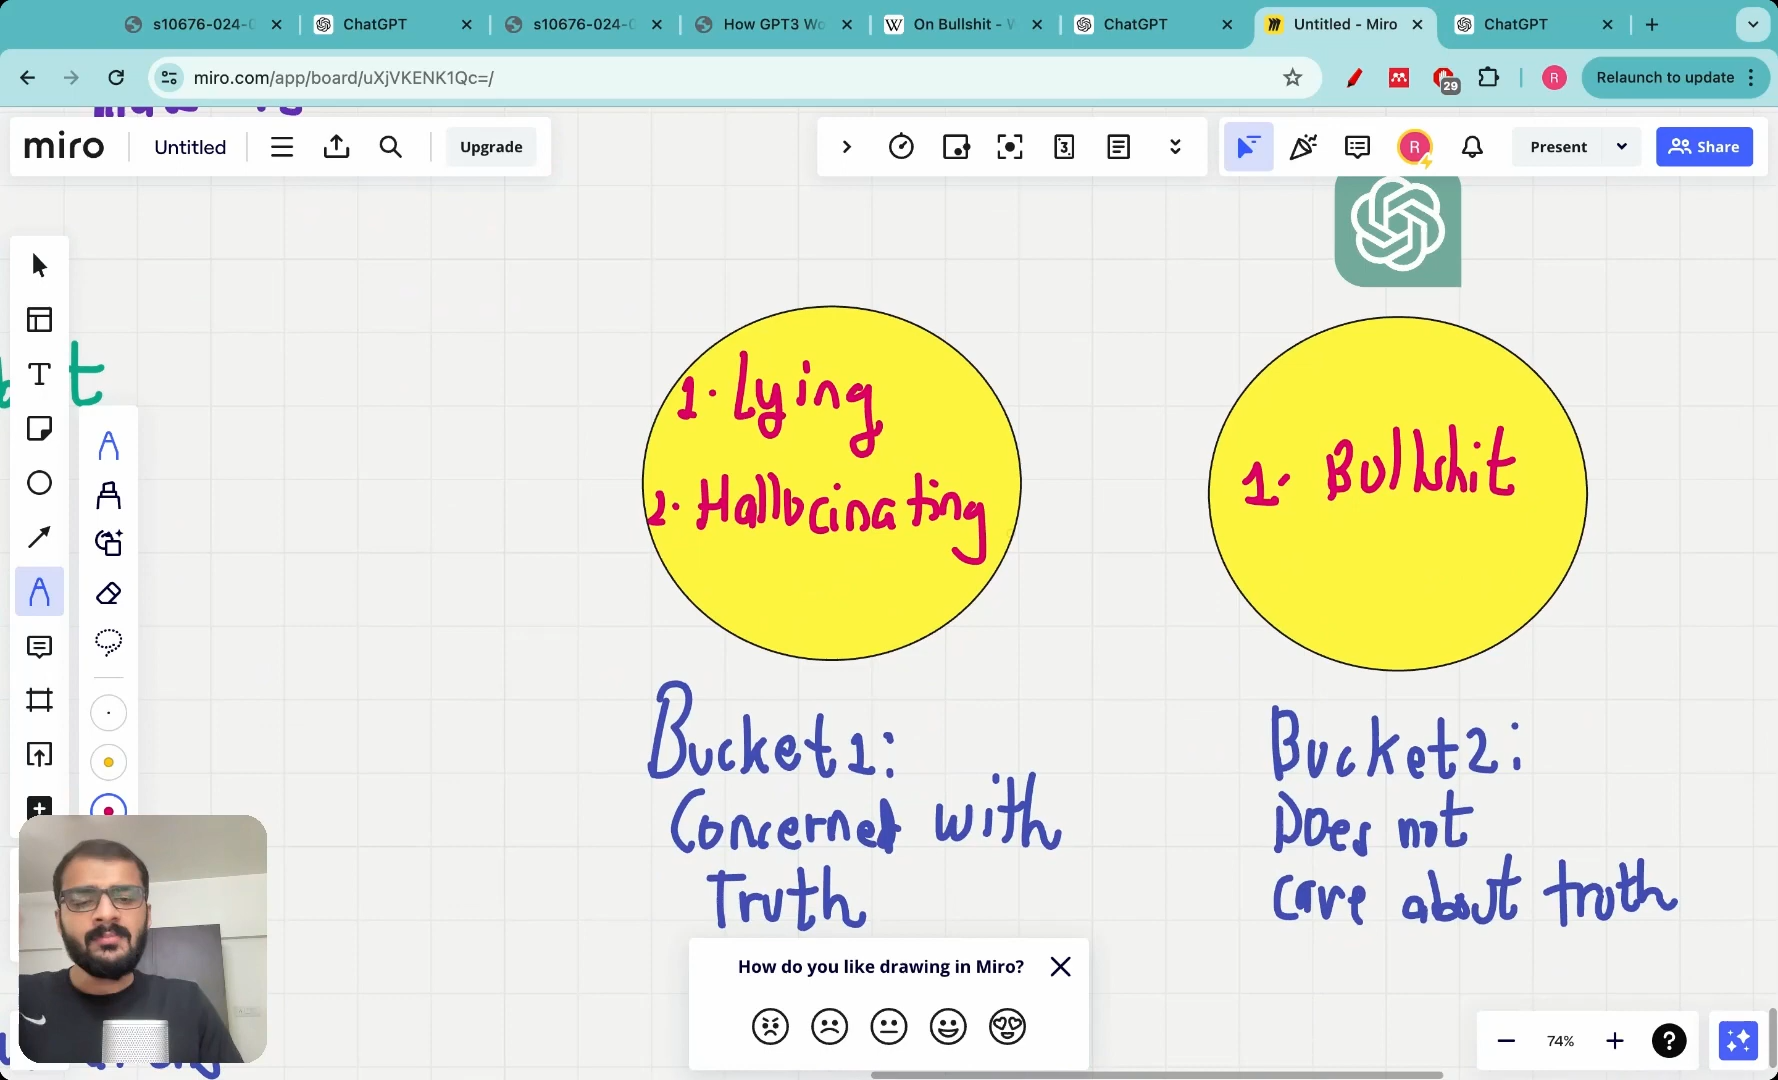 s10676-024-
ChatGPT
s10676-024-
How GPT3 Wo
On Bullshit -
ChatGPT
Untitled - Miro
ChatGPT
miro.com/app/board/uXjVKENK1Qc=/
29
R
Relaunch to update
miro
Untitled
Upgrade
3
R
Present
Share
T
t
1. Lying
2. Hallucinating
1. Bullshit
Bucket 1:
Concerned with
Truth
Bucket 2:
Does not
care about truth
How do you like drawing in Miro?
74%
?